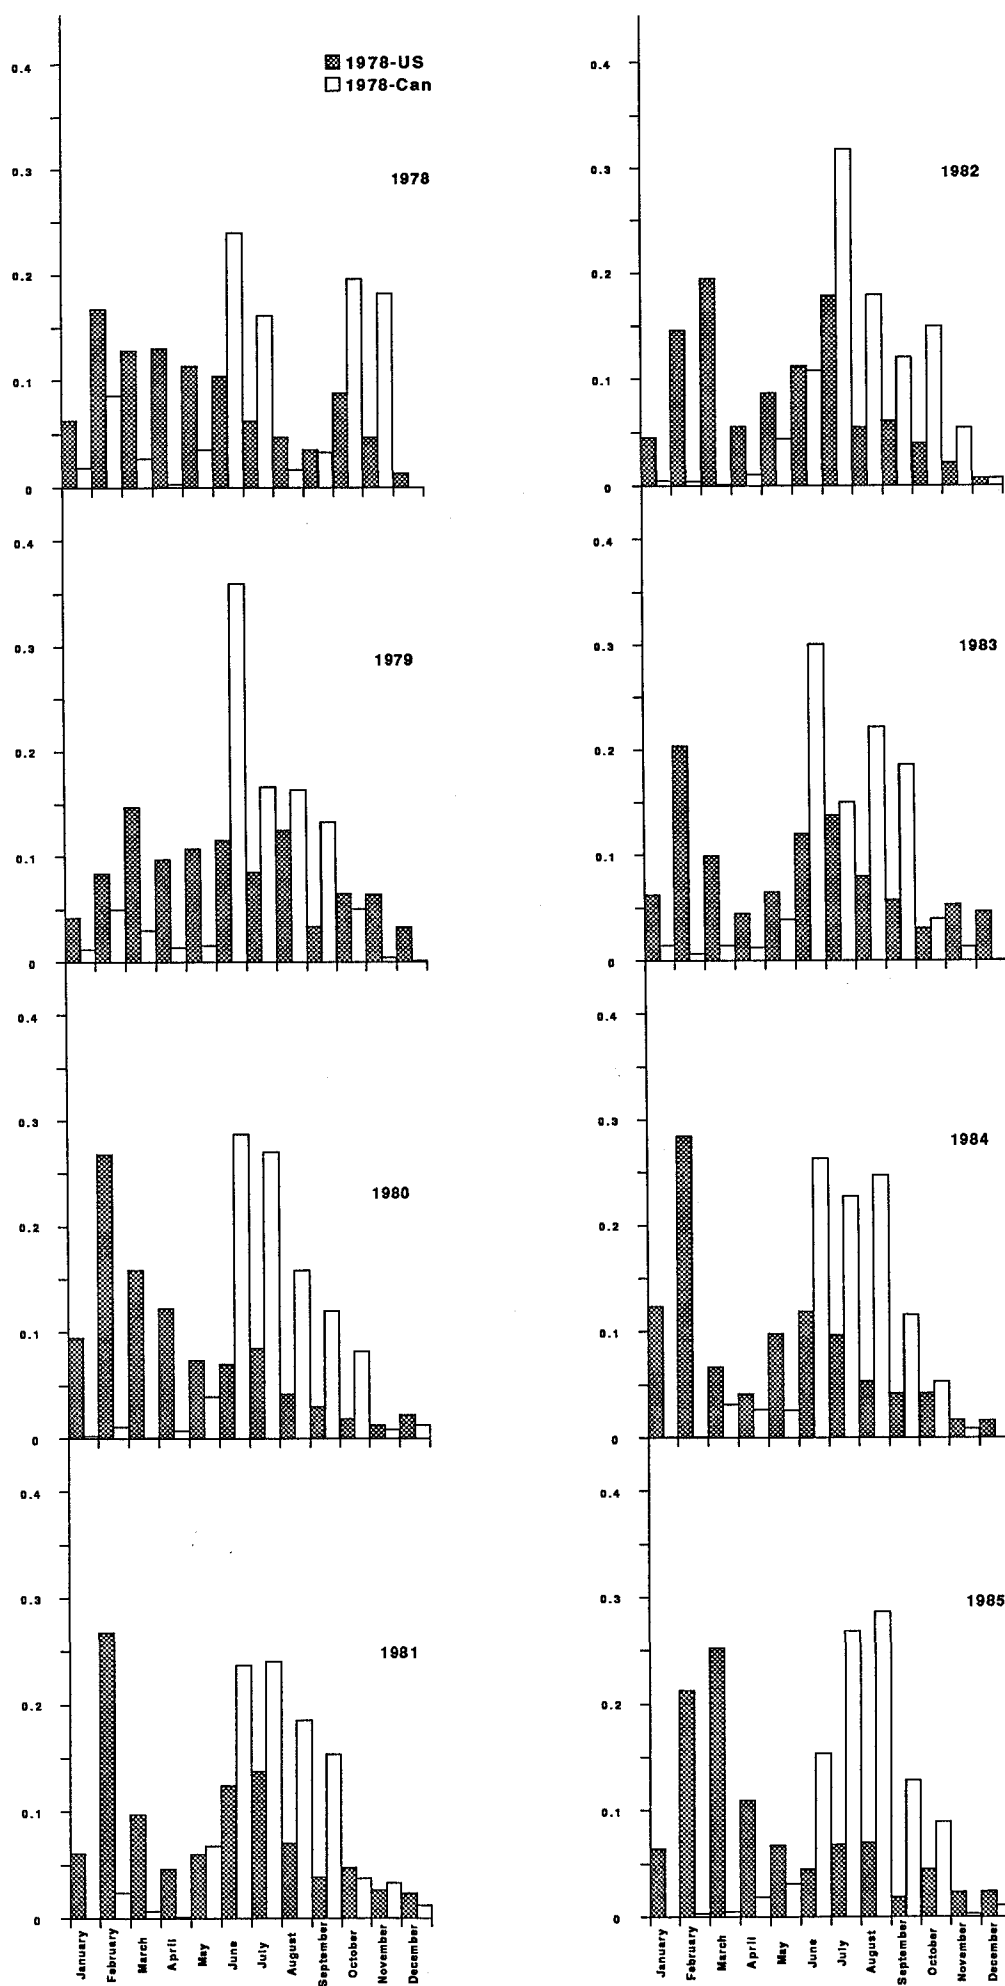 1978-US
1978-Can
0.4
0.3
0.2
0.1
0
1978
0.4
0.3
0.2
0.1
0
1979
0.4
0.3
0.2
0.1
0
1980
0.4
0.3
0.2
0.1
0
1981
January
February
March
April
May
June
July
August
September
October
November
December
0.4
0.3
0.2
0.1
0
1982
0.4
0.3
0.2
0.1
0
1983
0.4
0.3
0.2
0.1
0
1984
0.4
0.3
0.2
0.1
0
1985
January
February
March
April
May
June
July
August
September
October
November
December